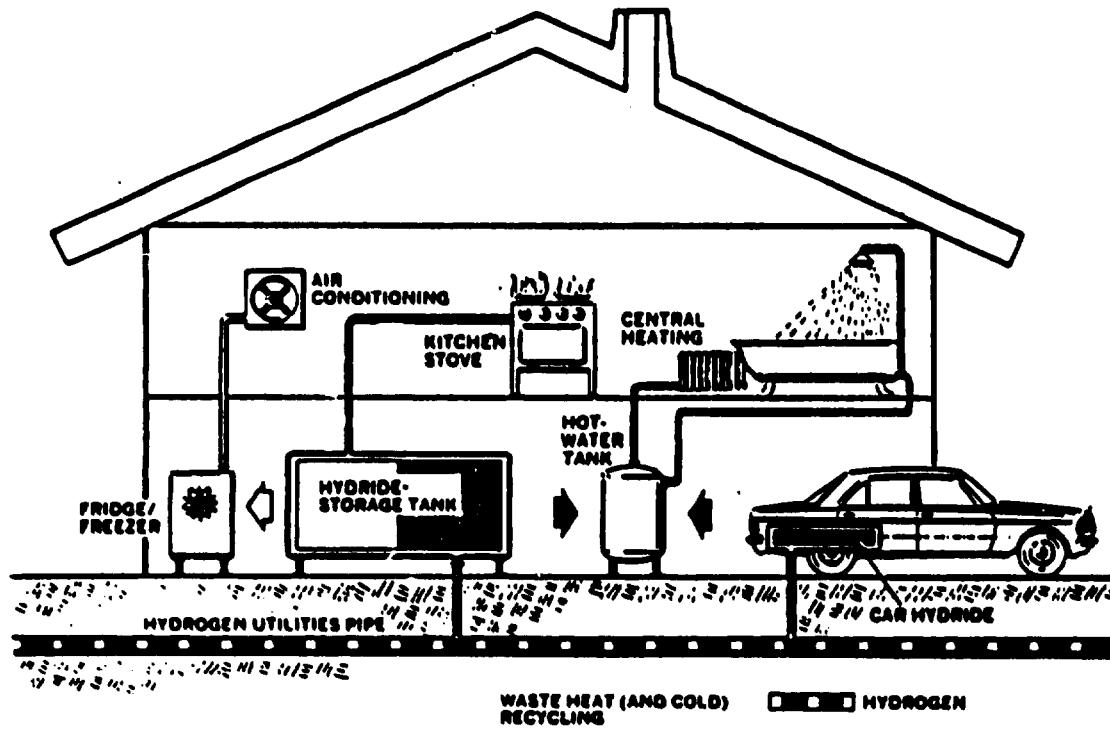 AIR
CONDITIONING
KITCHEN
STOVE
CENTRAL
HEATING
HOT-
WATER
TANK
HYDRIDE-
STORAGE TANK
FRIDGE/
FREEZER
CAR HYDRIDE
HYDROGEN UTILITIES PIPE
WASTE HEAT (AND COLD)
RECYCLING
HYDROGEN